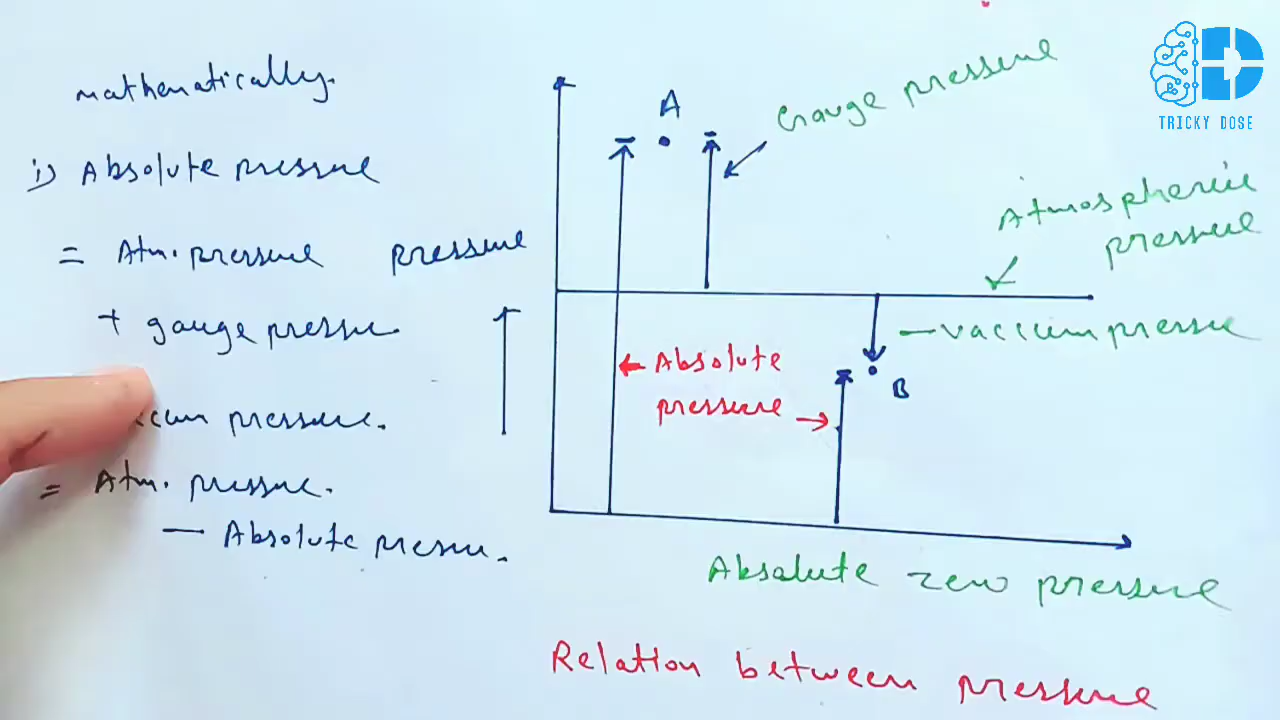 mathematically.
i) Absolute pressure
= Atm. pressure
+ gauge pressure.
pressure
pressure.
= Atm. pressure.
— Absolute pressure.
A
Gauge pressure
Atmospheric
pressure
— vaccum pressure
B
Absolute
pressure
Absolute zero pressure
Relation between pressure
TRICKY DOSE